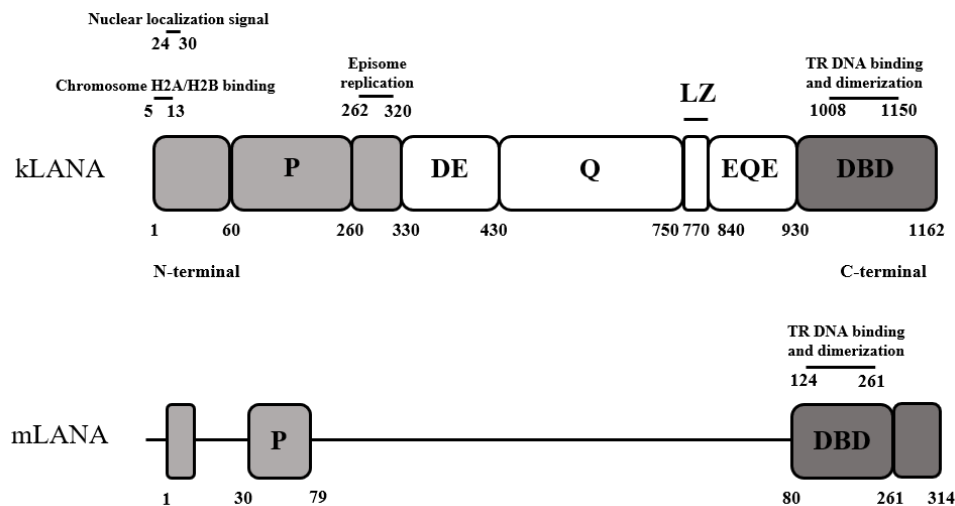 Nuclear localization signal
24 30
Chromosome H2A/H2B binding
5 13
Episome
replication
262 320
LZ
TR DNA binding
and dimerization
1008 1150
kLANA
P
DE
Q
EQE
DBD
1 60 260 330 430 750 770 840 930 1162
N-terminal
C-terminal
TR DNA binding
and dimerization
124 261
mLANA
P
DBD
1 30 79 80 261 314